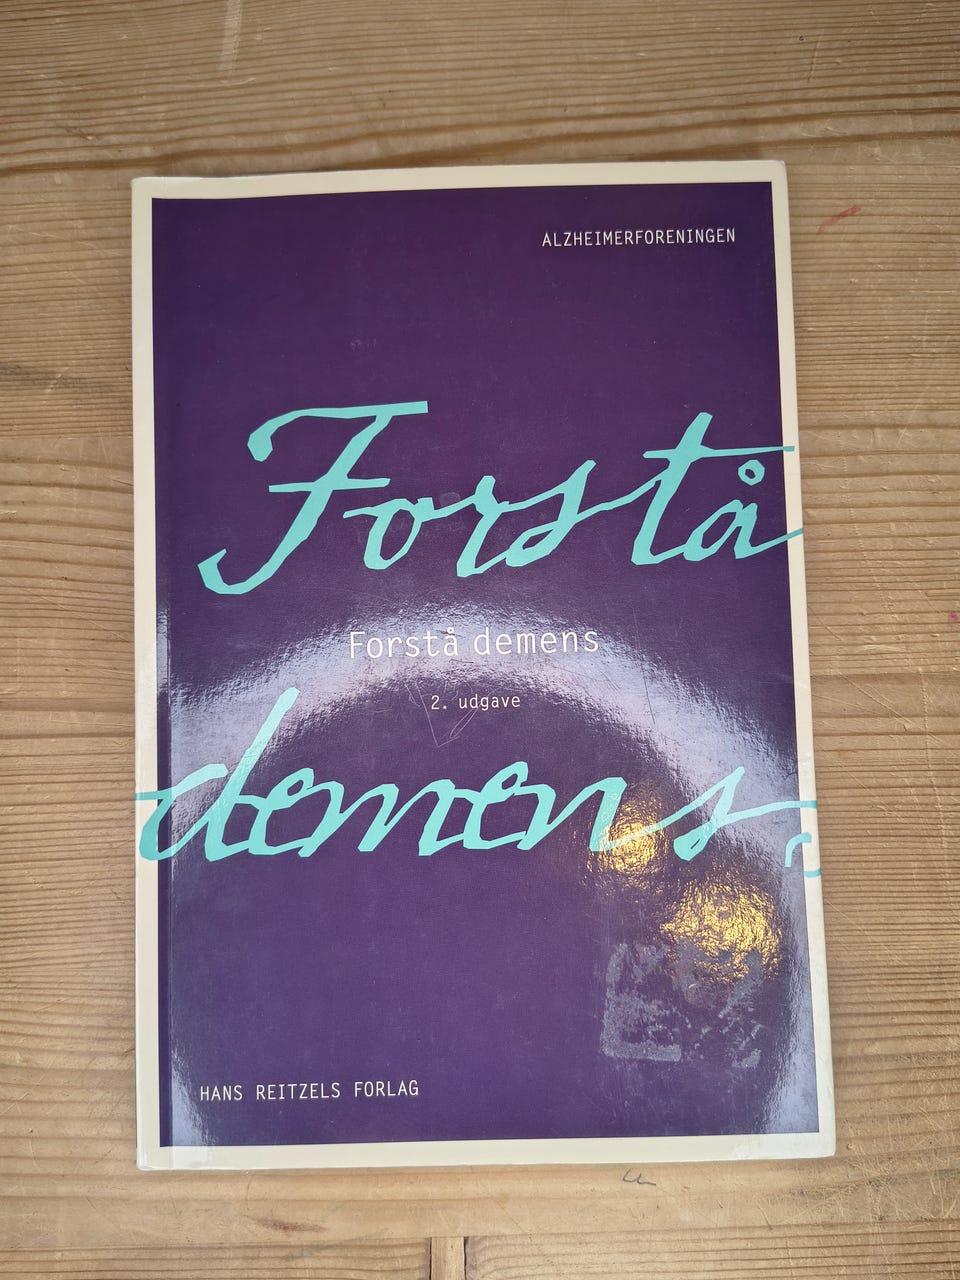 ALZHEIMERFORENINGEN
Forstå
Forstå demens
2. udgave
demens
HANS REITZELS FORLAG